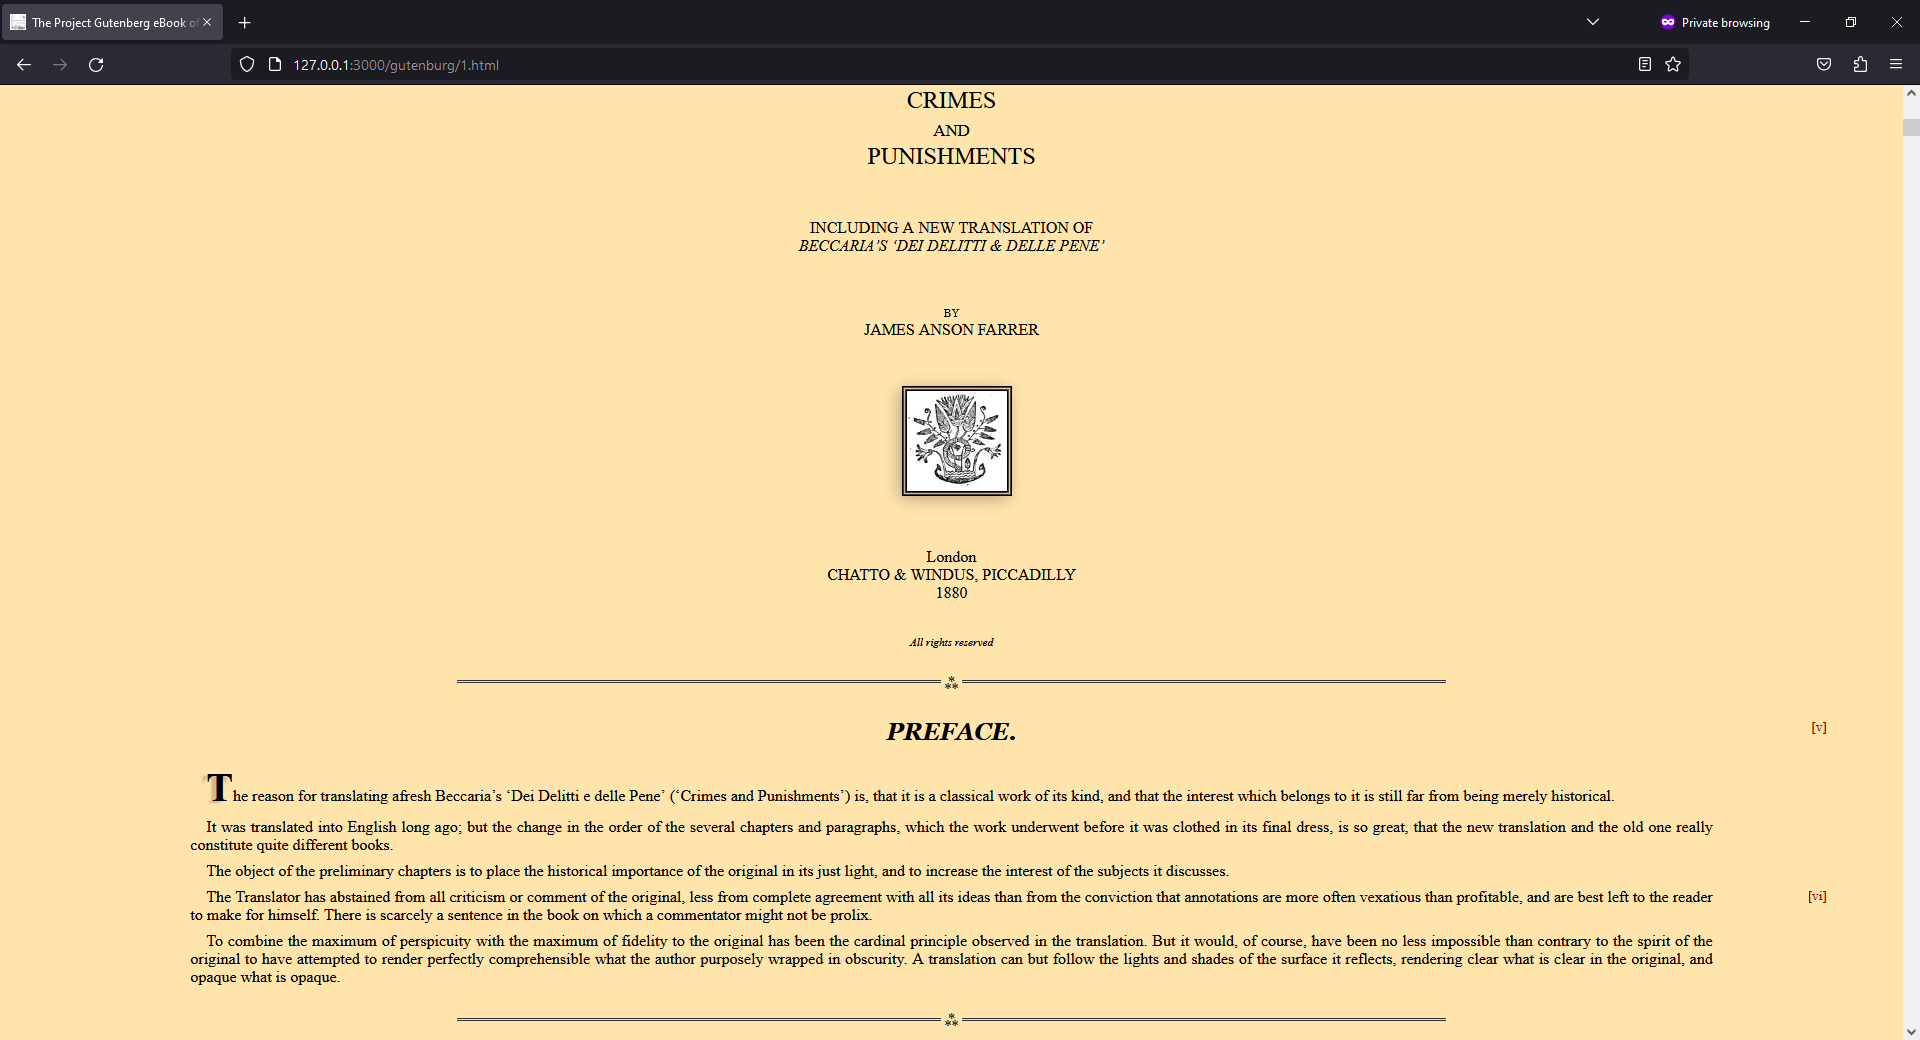 The Project Gutenberg eBook of
Private browsing
127.0.0.1:3000/gutenburg/1.html
CRIMES
AND
PUNISHMENTS
INCLUDING A NEW TRANSLATION OF
BECCARIA’S ‘DEI DELITTI & DELLE PENE’
BY
JAMES ANSON FARRER
London
CHATTO & WINDUS, PICCADILLY
1880
All rights reserved
*
**
PREFACE.
[v]
The reason for translating afresh Beccaria’s ‘Dei Delitti e delle Pene’ (‘Crimes and Punishments’) is, that it is a classical work of its kind, and that the interest which belongs to it is still far from being merely historical.
It was translated into English long ago; but the change in the order of the several chapters and paragraphs, which the work underwent before it was clothed in its final dress, is so great, that the new translation and the old one really
constitute quite different books.
The object of the preliminary chapters is to place the historical importance of the original in its just light, and to increase the interest of the subjects it discusses.
The Translator has abstained from all criticism or comment of the original, less from complete agreement with all its ideas than from the conviction that annotations are more often vexatious than profitable, and are best left to the reader
[vi]
to make for himself. There is scarcely a sentence in the book on which a commentator might not be prolix.
To combine the maximum of perspicuity with the maximum of fidelity to the original has been the cardinal principle observed in the translation. But it would, of course, have been no less impossible than contrary to the spirit of the
original to have attempted to render perfectly comprehensible what the author purposely wrapped in obscurity. A translation can but follow the lights and shades of the surface it reflects, rendering clear what is clear in the original, and
opaque what is opaque.
*
**